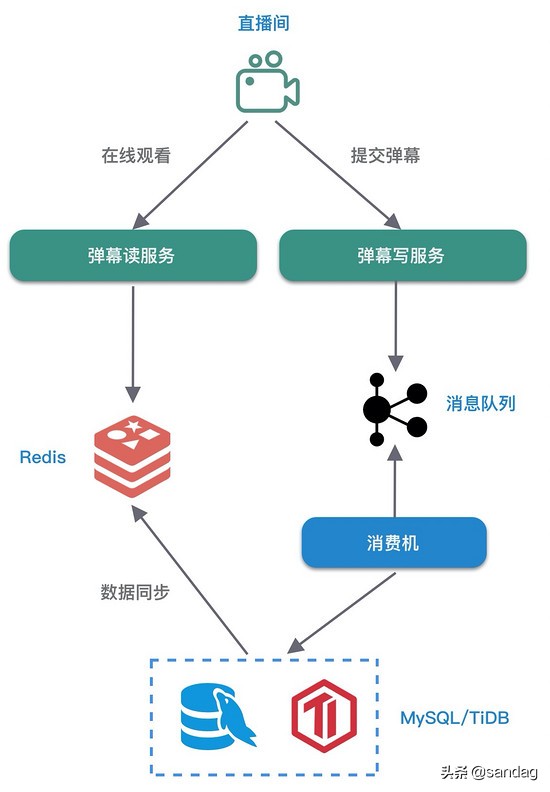 直播间
在线观看
提交弹幕
弹幕读服务
弹幕写服务
消息队列
Redis
消费机
数据同步
MySQL/TiDB
头条 @sandag